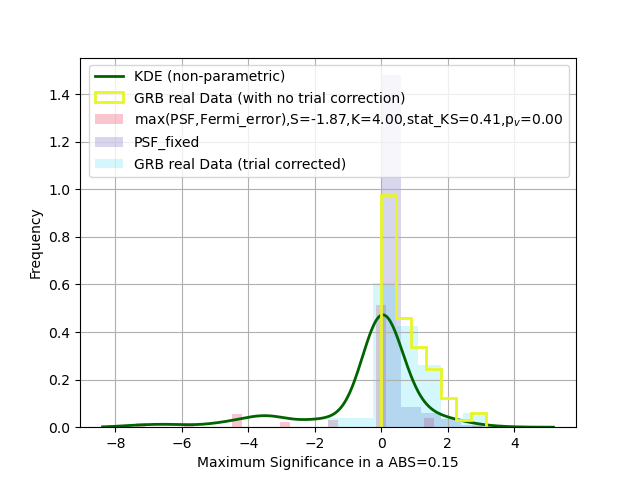 KDE (non-parametric)
GRB real Data (with no trial correction)
max(PSF,Fermi_error),S=-1.87,K=4.00,stat_KS=0.41,pᵥ=0.00
PSF_fixed
GRB real Data (trial corrected)
1.4
1.2
1.0
0.8
0.6
0.4
0.2
0.0
Frequency
−8 −6 −4 −2 0 2 4
Maximum Significance in a ABS=0.15